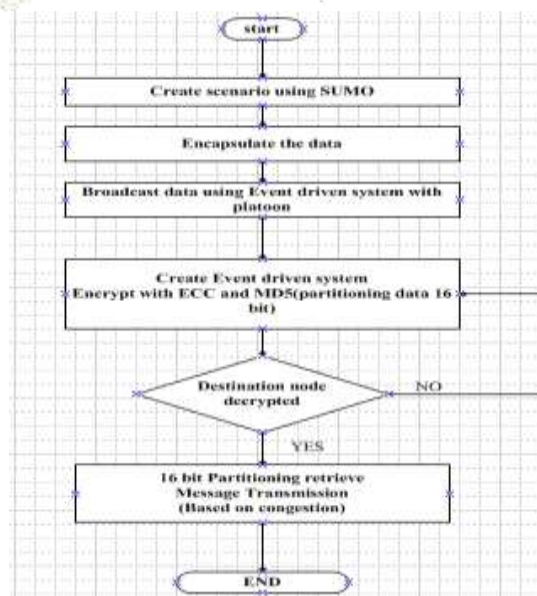 start
Create scenario using SUMO
Encapsulate the data
Broadcast data using Event driven system with
platoon
Create Event driven system
Encrypt with ECC and MD5(partitioning data 16
bit)
Destination node
decrypted
NO
YES
16 bit Partitioning retrieve
Message Transmission
(Based on congestion)
END